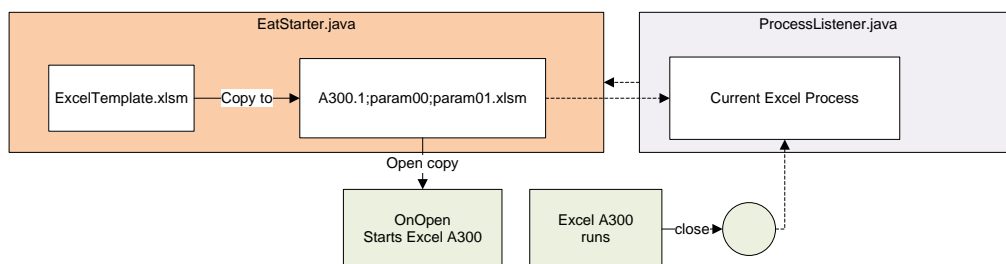 EatStarter.java
ProcessListener.java
ExcelTemplate.xlsm
Copy to
A300.1;param00;param01.xlsm
Current Excel Process
Open copy
OnOpen
Starts Excel A300
Excel A300
runs
close